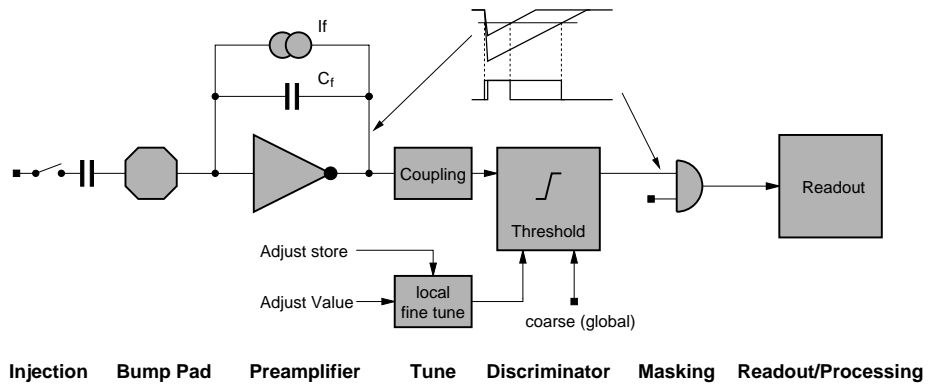 If
Cf
Coupling
Threshold
Readout
Adjust store
Adjust Value
local
fine tune
coarse (global)
Injection Bump Pad Preamplifier Tune Discriminator Masking Readout/Processing